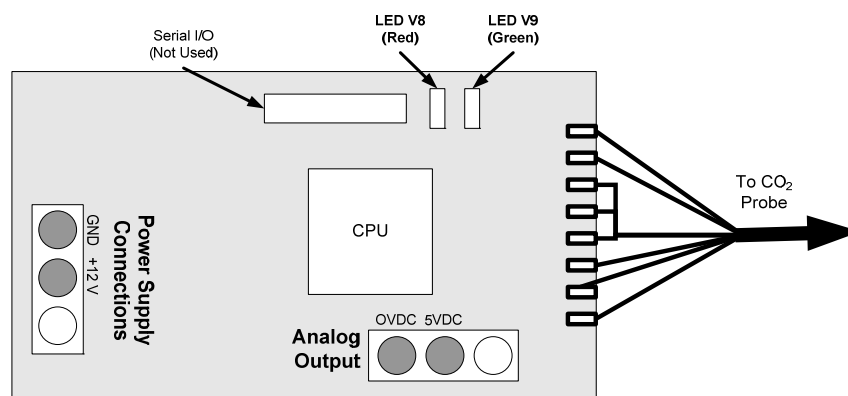 Serial I/O
(Not Used)
LED V8
(Red)
LED V9
(Green)
To CO₂
Probe
CPU
GND +12 V
Power Supply
Connections
OVDC 5VDC
Analog
Output